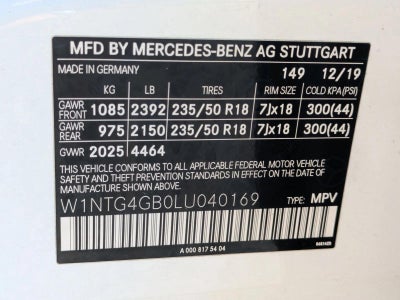 MFD BY MERCEDES-BENZ AG STUTTGART
MADE IN GERMANY 149 12/19
KG LB TIRES RIM SIZE COLD KPA(PSI)
GAWR FRONT 1085 2392 235/50 R18 7Jx18 300(44)
GAWR REAR 975 2150 235/50 R18 7Jx18 300(44)
GVWR 2025 4464
THIS VEHICLE CONFORMS TO ALL APPLICABLE FEDERAL MOTOR VEHICLE
SAFETY AND THEFT PREVENTION STANDARDS IN EFFECT ON THE DATE OF
MANUFACTURE SHOWN ABOVE.
W1NTG4GB0LU040169 TYPE: MPV
A 000 817 54 04